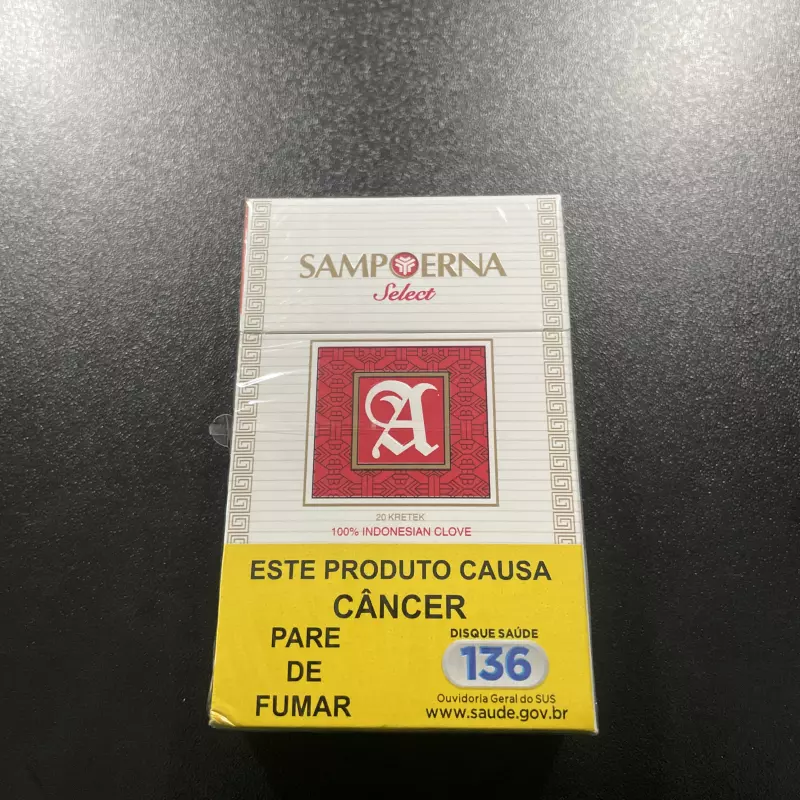 SAMPOERNA
Select
A
20 KRETEK
100% INDONESIAN CLOVE
ESTE PRODUTO CAUSA
CÂNCER
PARE
DE
FUMAR
DISQUE SAÚDE
136
Ouvidoria Geral do SUS
www.saude.gov.br